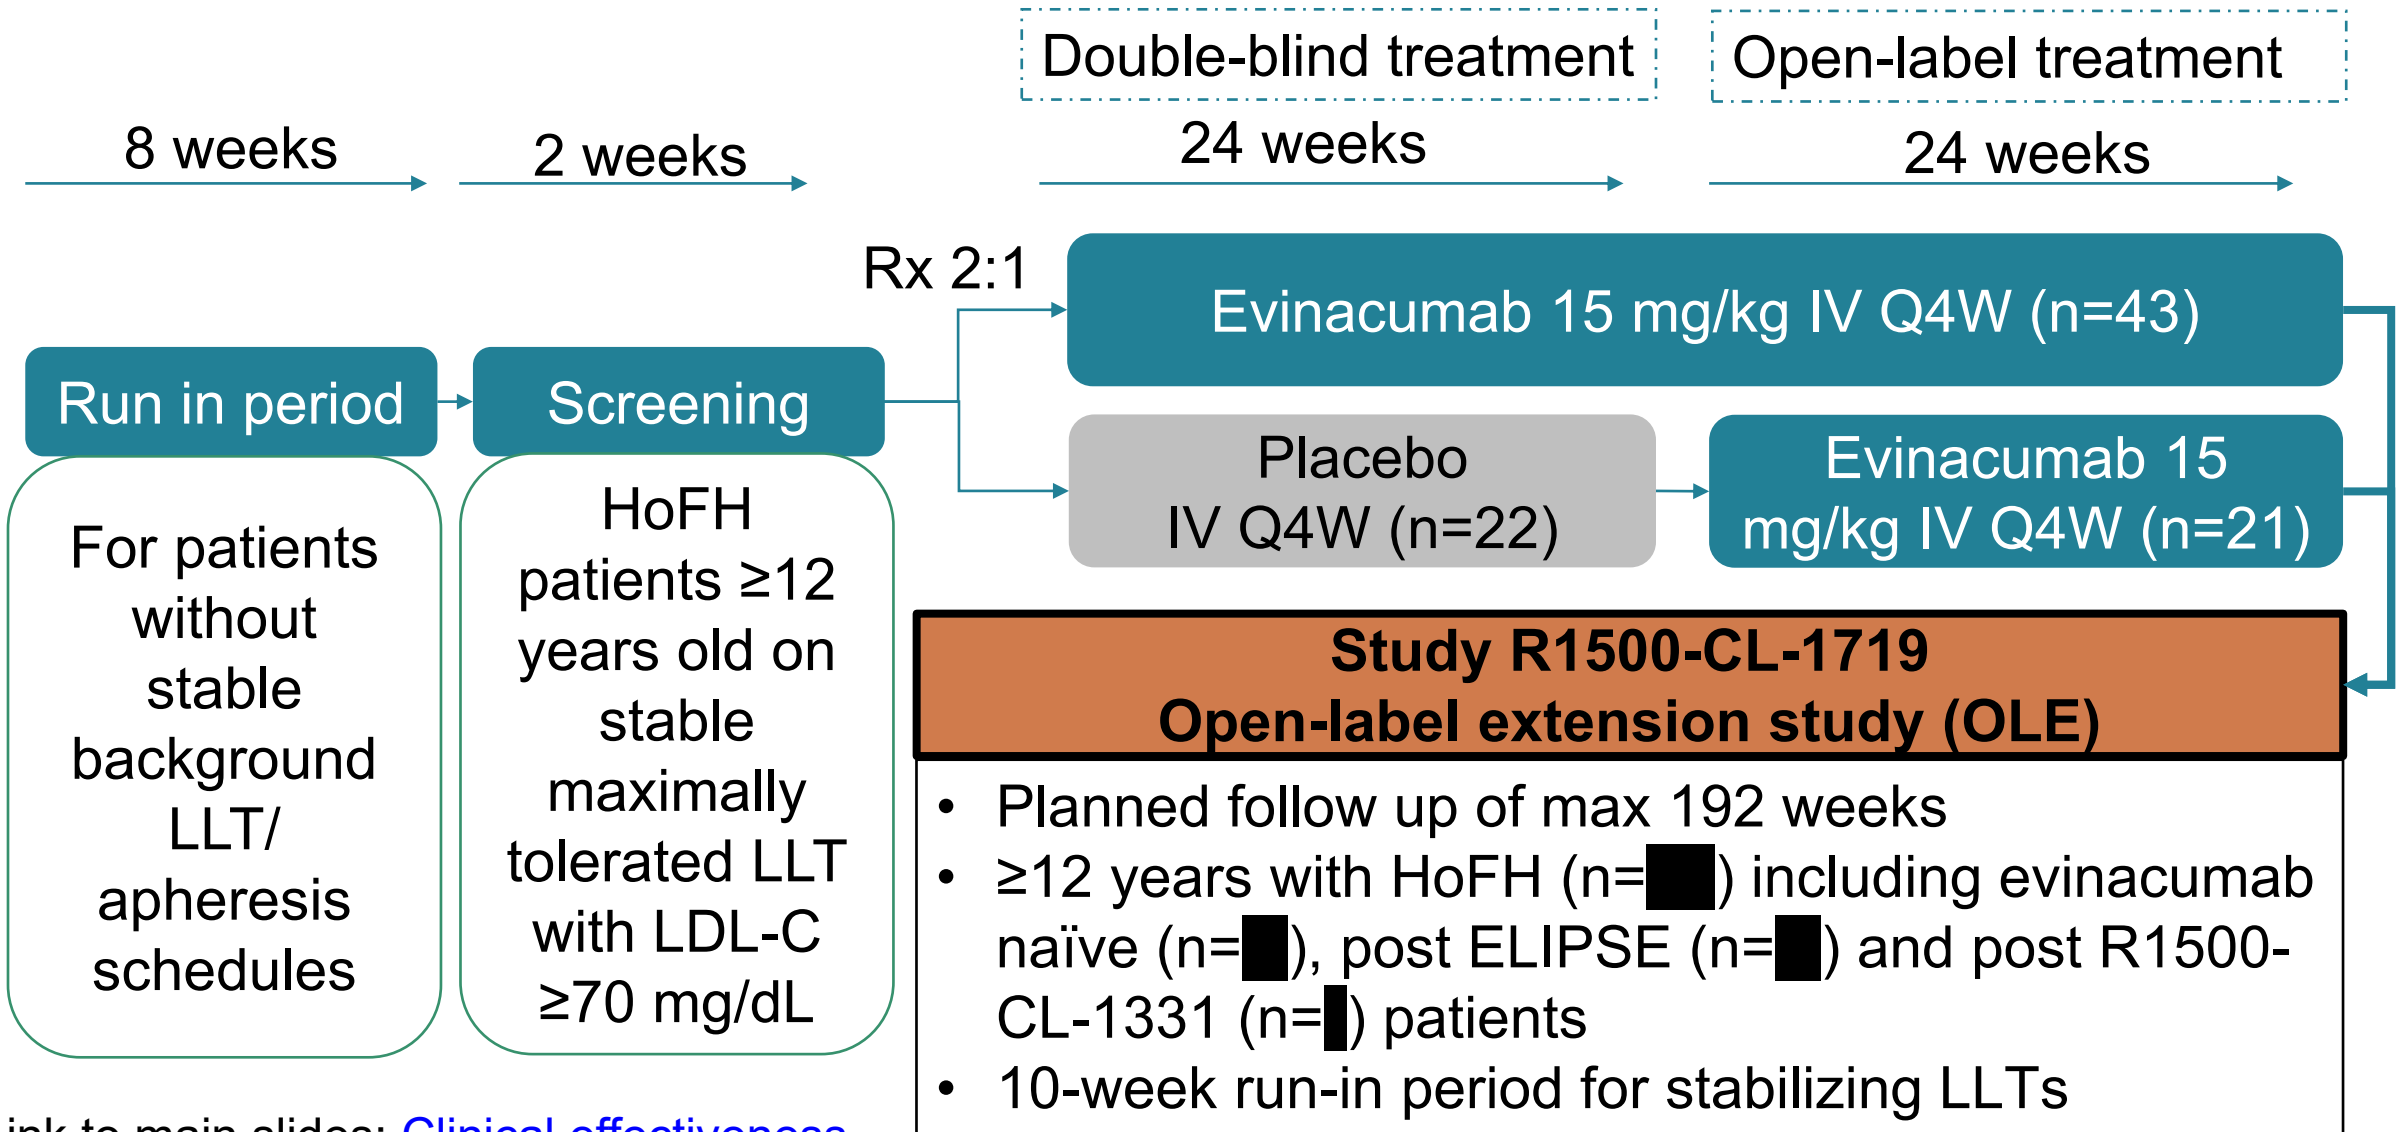 Double-blind treatment
Open-label treatment
8 weeks
2 weeks
24 weeks
24 weeks
Rx 2:1
Evinacumab 15 mg/kg IV Q4W (n=43)
Run in period
Screening
Placebo
IV Q4W (n=22)
Evinacumab 15
mg/kg IV Q4W (n=21)
For patients
without
stable
background
LLT/
apheresis
schedules
HoFH
patients ≥12
years old on
stable
maximally
tolerated LLT
with LDL-C
≥70 mg/dL
Study R1500-CL-1719
Open-label extension study (OLE)
• Planned follow up of max 192 weeks
• ≥12 years with HoFH (n=) including evinacumab
naïve (n=), post ELIPSE (n=) and post R1500-
CL-1331 (n=) patients
• 10-week run-in period for stabilizing LLTs
to main slides: Clinical effectiveness